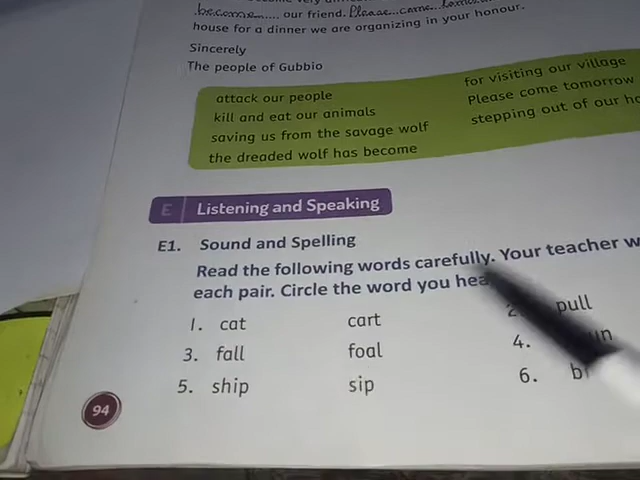 become.... our friend. Please...come...
house for a dinner we are organizing in your honour.
Sincerely
The people of Gubbio
attack our people
for visiting our village
kill and eat our animals
Please come tomorrow
saving us from the savage wolf
stepping out of our
the dreaded wolf has become
E Listening and Speaking
E1. Sound and Spelling
Read the following words carefully. Your teacher
each pair. Circle the word you
1. cat cart 2. pull
3. fall foal 4.
5. ship sip 6.
94